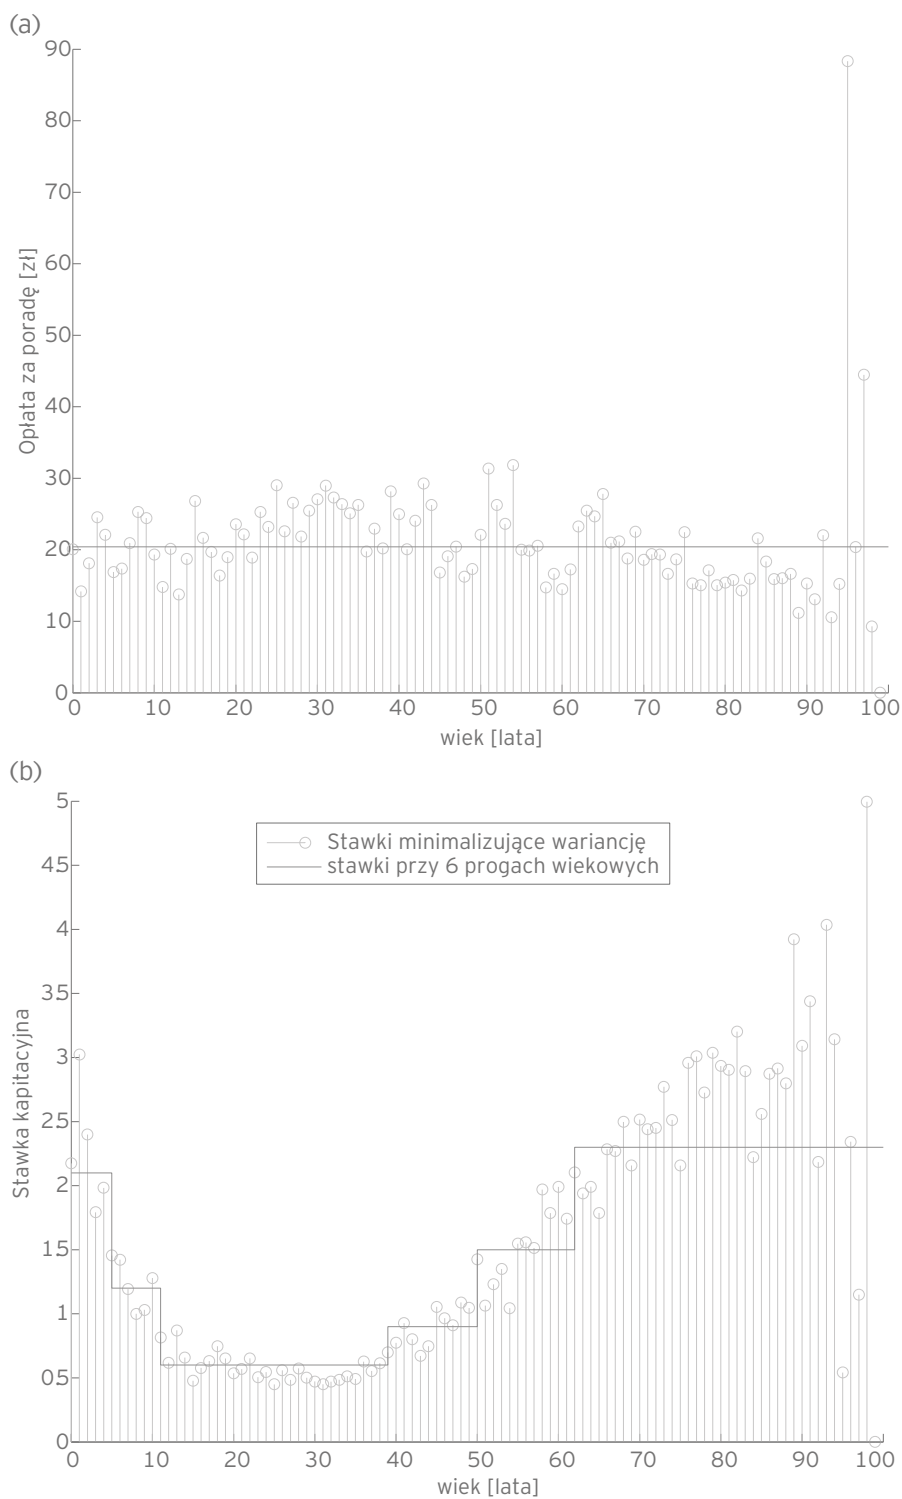 (a)
90
80
70
60
50
40
30
20
10
0
Opłata za poradę [zł]
0 10 20 30 40 50 60 70 80 90 100
wiek [lata]
(b)
5
45
4
35
3
25
2
15
1
05
0
Stawka kapitacyjna
Stawki minimalizujące wariancję
stawki przy 6 progach wiekowych
0 10 20 30 40 50 60 70 80 90 100
wiek [lata]